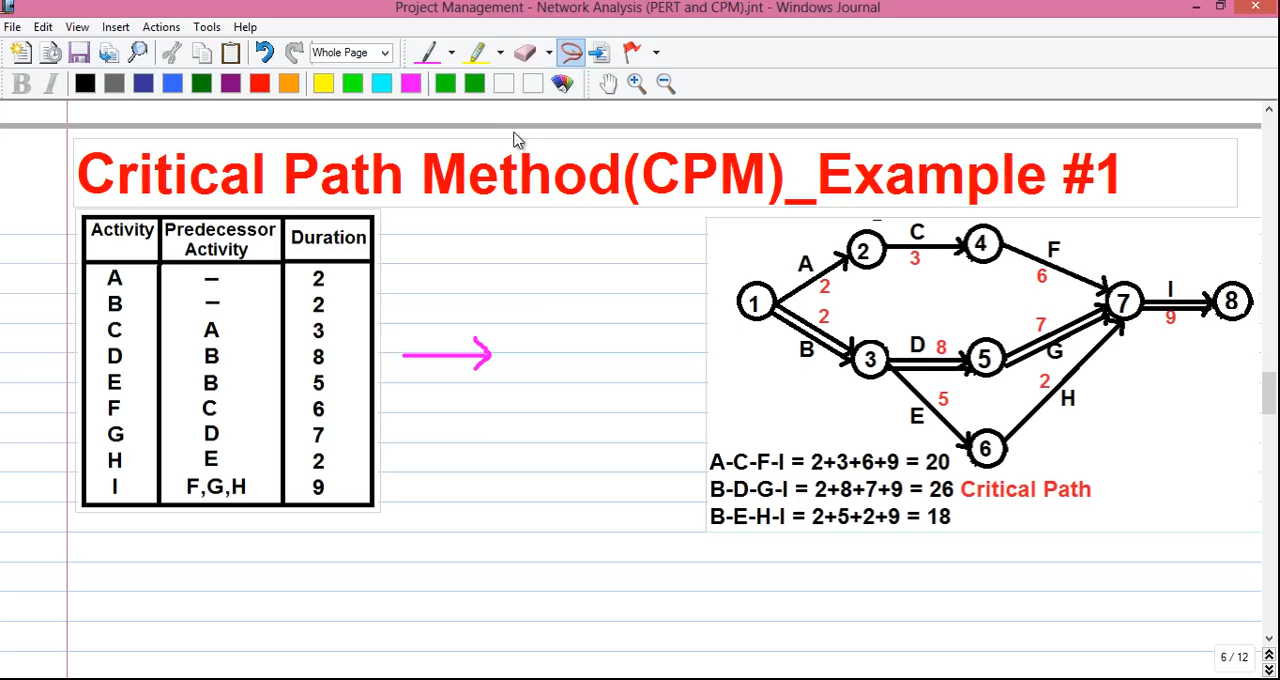 Project Management - Network Analysis (PERT and CPM).jnt - Windows Journal
File Edit View Insert Actions Tools Help
Whole Page
B I
Critical Path Method(CPM)_Example #1
Activity Predecessor Activity Duration
A – 2
B – 2
C A 3
D B 8
E B 5
F C 6
G D 7
H E 2
I F,G,H 9
1 A 2 2 C 3 4 F 6 7 I 9 8
2 B 3 D 8 5 7 G
E 5 6 2 H
A-C-F-I = 2+3+6+9 = 20
B-D-G-I = 2+8+7+9 = 26 Critical Path
B-E-H-I = 2+5+2+9 = 18
6 / 12